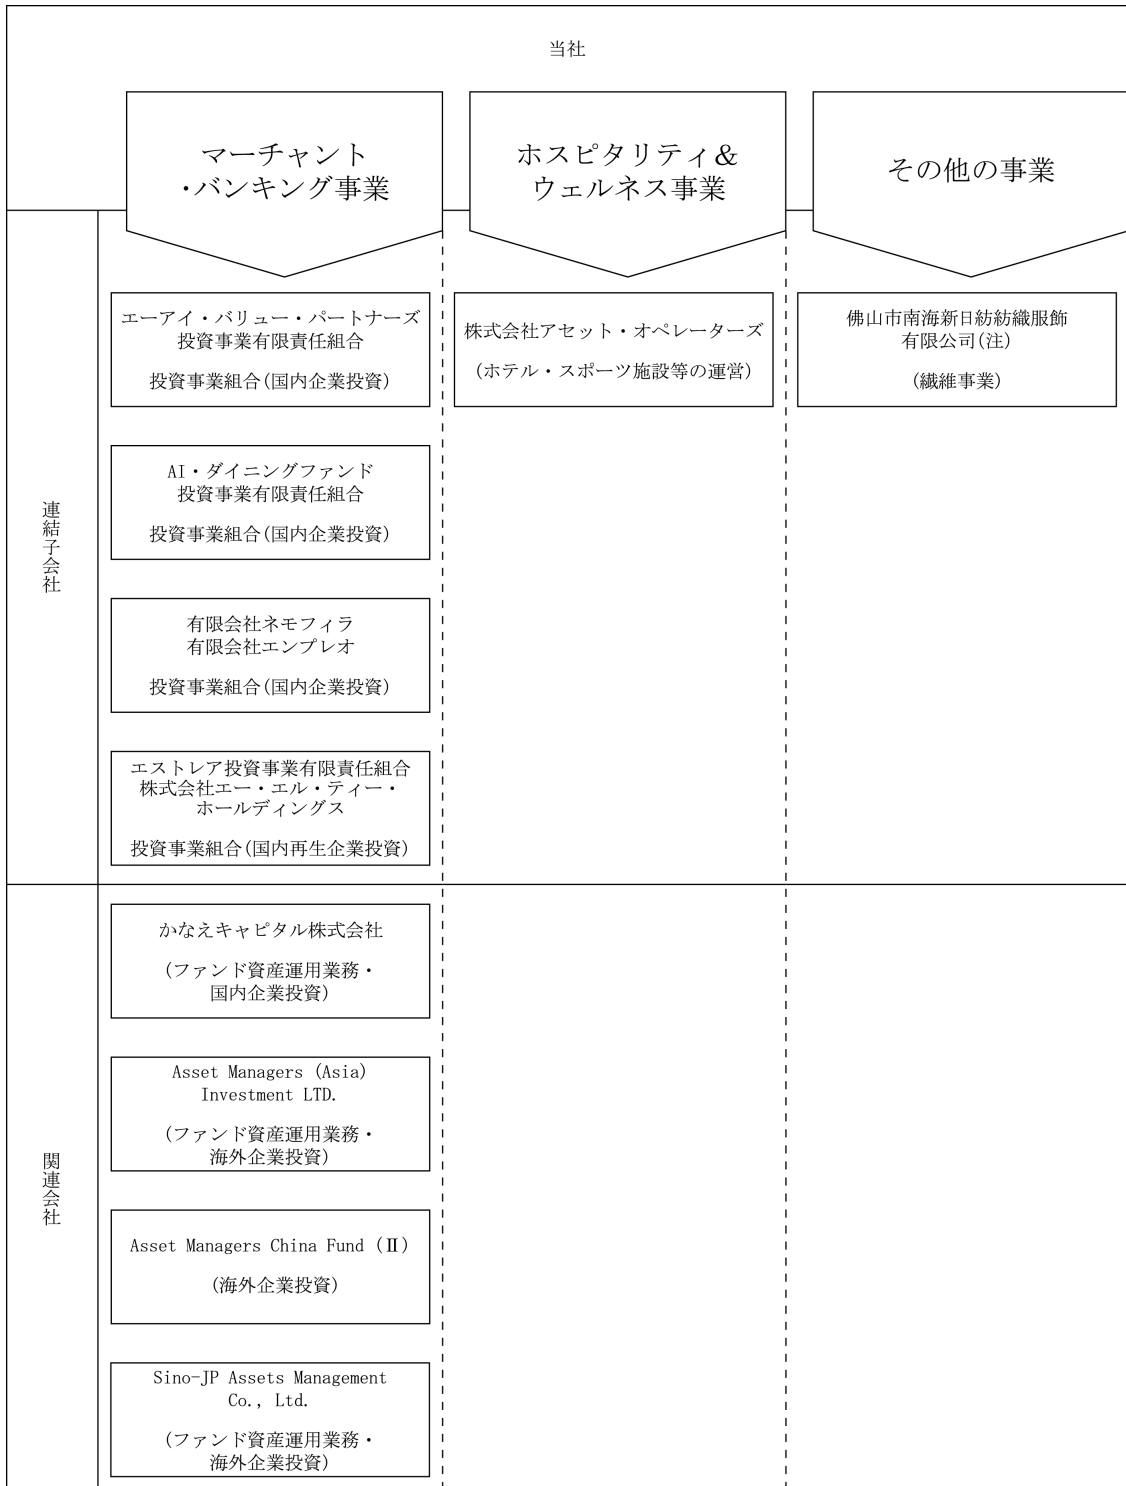 当社
マーチャント
・バンキング事業
ホスピタリティ&
ウェルネス事業
その他の事業
連結子会社
エーアイ・バリュー・パートナーズ
投資事業有限責任組合
投資事業組合(国内企業投資)
株式会社アセット・オペレーターズ
(ホテル・スポーツ施設等の運営)
佛山市南海新日紡紡織服飾
有限公司(注)
(繊維事業)
AI・ダイニングファンド
投資事業有限責任組合
投資事業組合(国内企業投資)
有限会社ネモフィラ
有限会社エンプレオ
投資事業組合(国内企業投資)
エストレア投資事業有限責任組合
株式会社エー・エル・ティー・
ホールディングス
投資事業組合(国内再生企業投資)
関連会社
かなえキャピタル株式会社
(ファンド資産運用業務・
国内企業投資)
Asset Managers (Asia)
Investment LTD.
(ファンド資産運用業務・
海外企業投資)
Asset Managers China Fund (Ⅱ)
(海外企業投資)
Sino-JP Assets Management
Co., Ltd.
(ファンド資産運用業務・
海外企業投資)